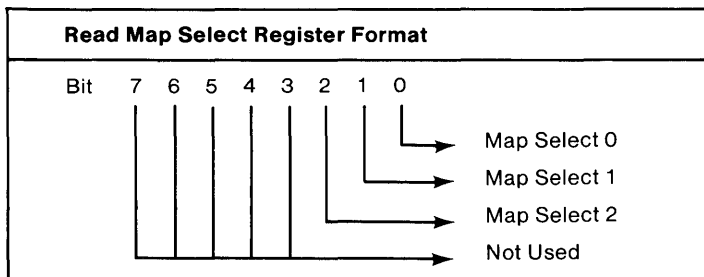 Read Map Select Register Format
Bit 7 6 5 4 3 2 1 0
Map Select 0
Map Select 1
Map Select 2
Not Used